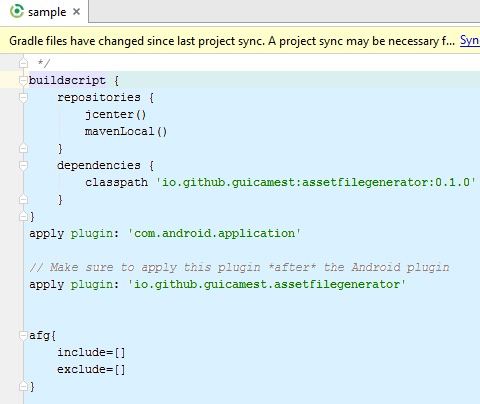 sample
Gradle files have changed since last project sync. A project sync may be necessary f... Syn
*/
buildscript {
repositories {
jcenter()
mavenLocal()
}
dependencies {
classpath 'io.github.guicamest:assetfilegenerator:0.1.0'
}
}
apply plugin: 'com.android.application'
// Make sure to apply this plugin *after* the Android plugin
apply plugin: 'io.github.guicamest.assetfilegenerator'
afg{
include=[]
exclude=[]
}